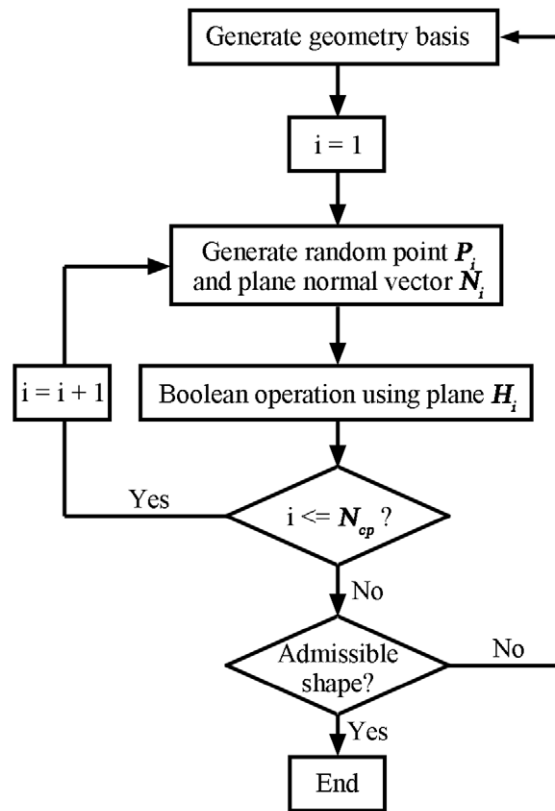 Generate geometry basis
i = 1
Generate random point P_i
and plane normal vector N_i
i = i + 1
Boolean operation using plane H_i
Yes
i <= N_cp ?
No
Admissible
shape?
No
Yes
End